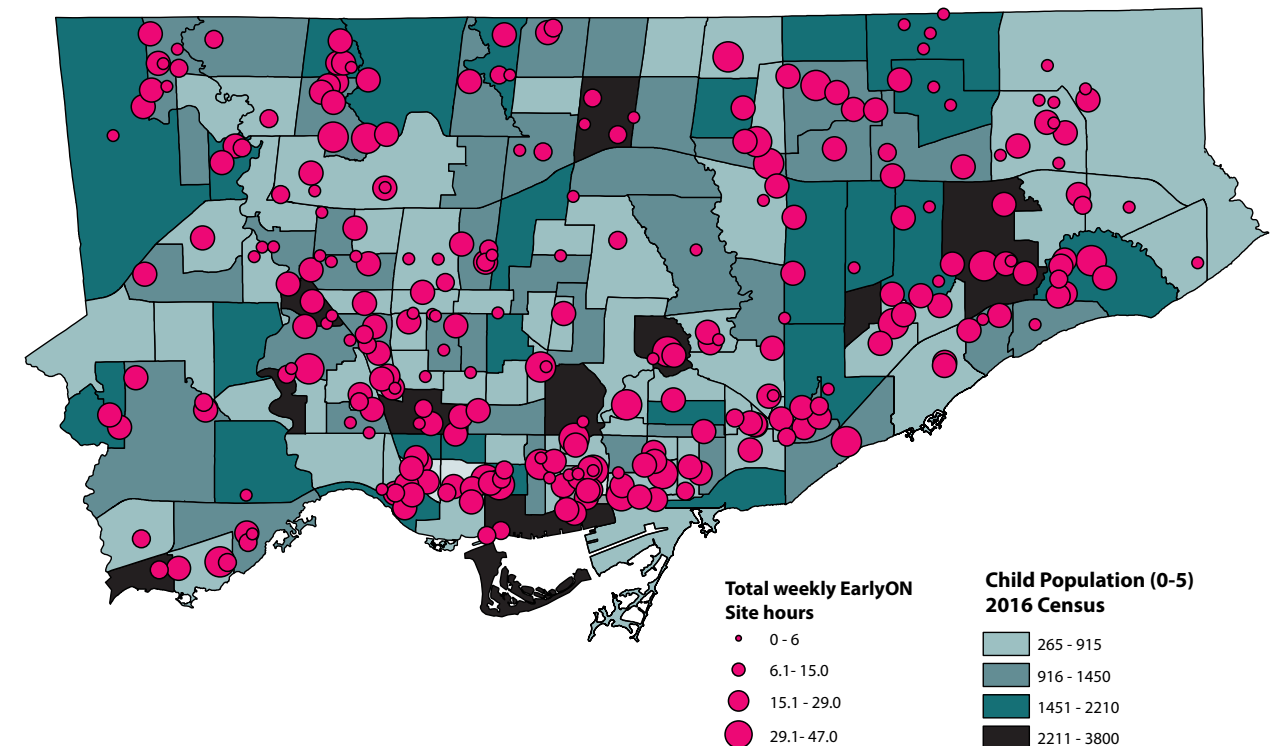 Total weekly EarlyON
Site hours
0 - 6
6.1- 15.0
15.1 - 29.0
29.1- 47.0
Child Population (0-5)
2016 Census
265 - 915
916 - 1450
1451 - 2210
2211 - 3800